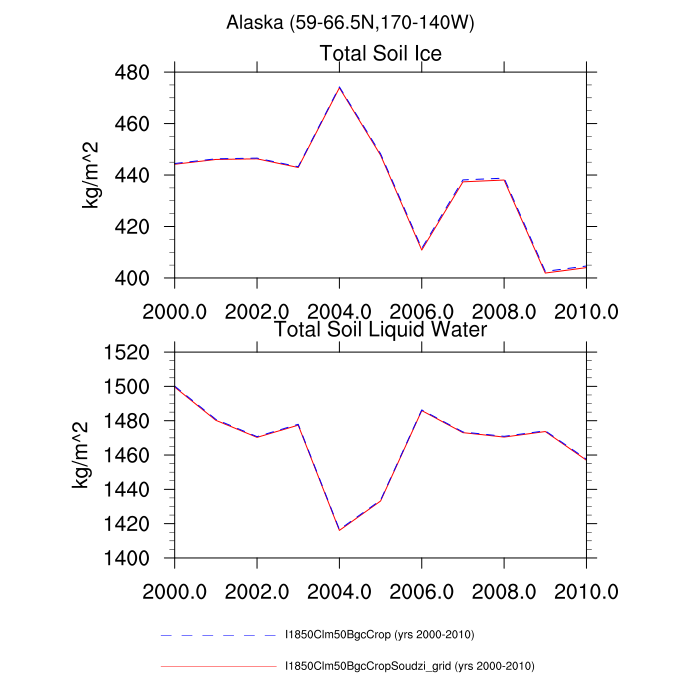 Alaska (59-66.5N,170-140W)
Total Soil Ice
480
460
440
420
400
kg/m^2
2000.0 2002.0 2004.0 2006.0 2008.0 2010.0
Total Soil Liquid Water
1520
1500
1480
1460
1440
1420
1400
kg/m^2
2000.0 2002.0 2004.0 2006.0 2008.0 2010.0
I1850Clm50BgcCrop (yrs 2000-2010)
I1850Clm50BgcCropSoudzi_grid (yrs 2000-2010)